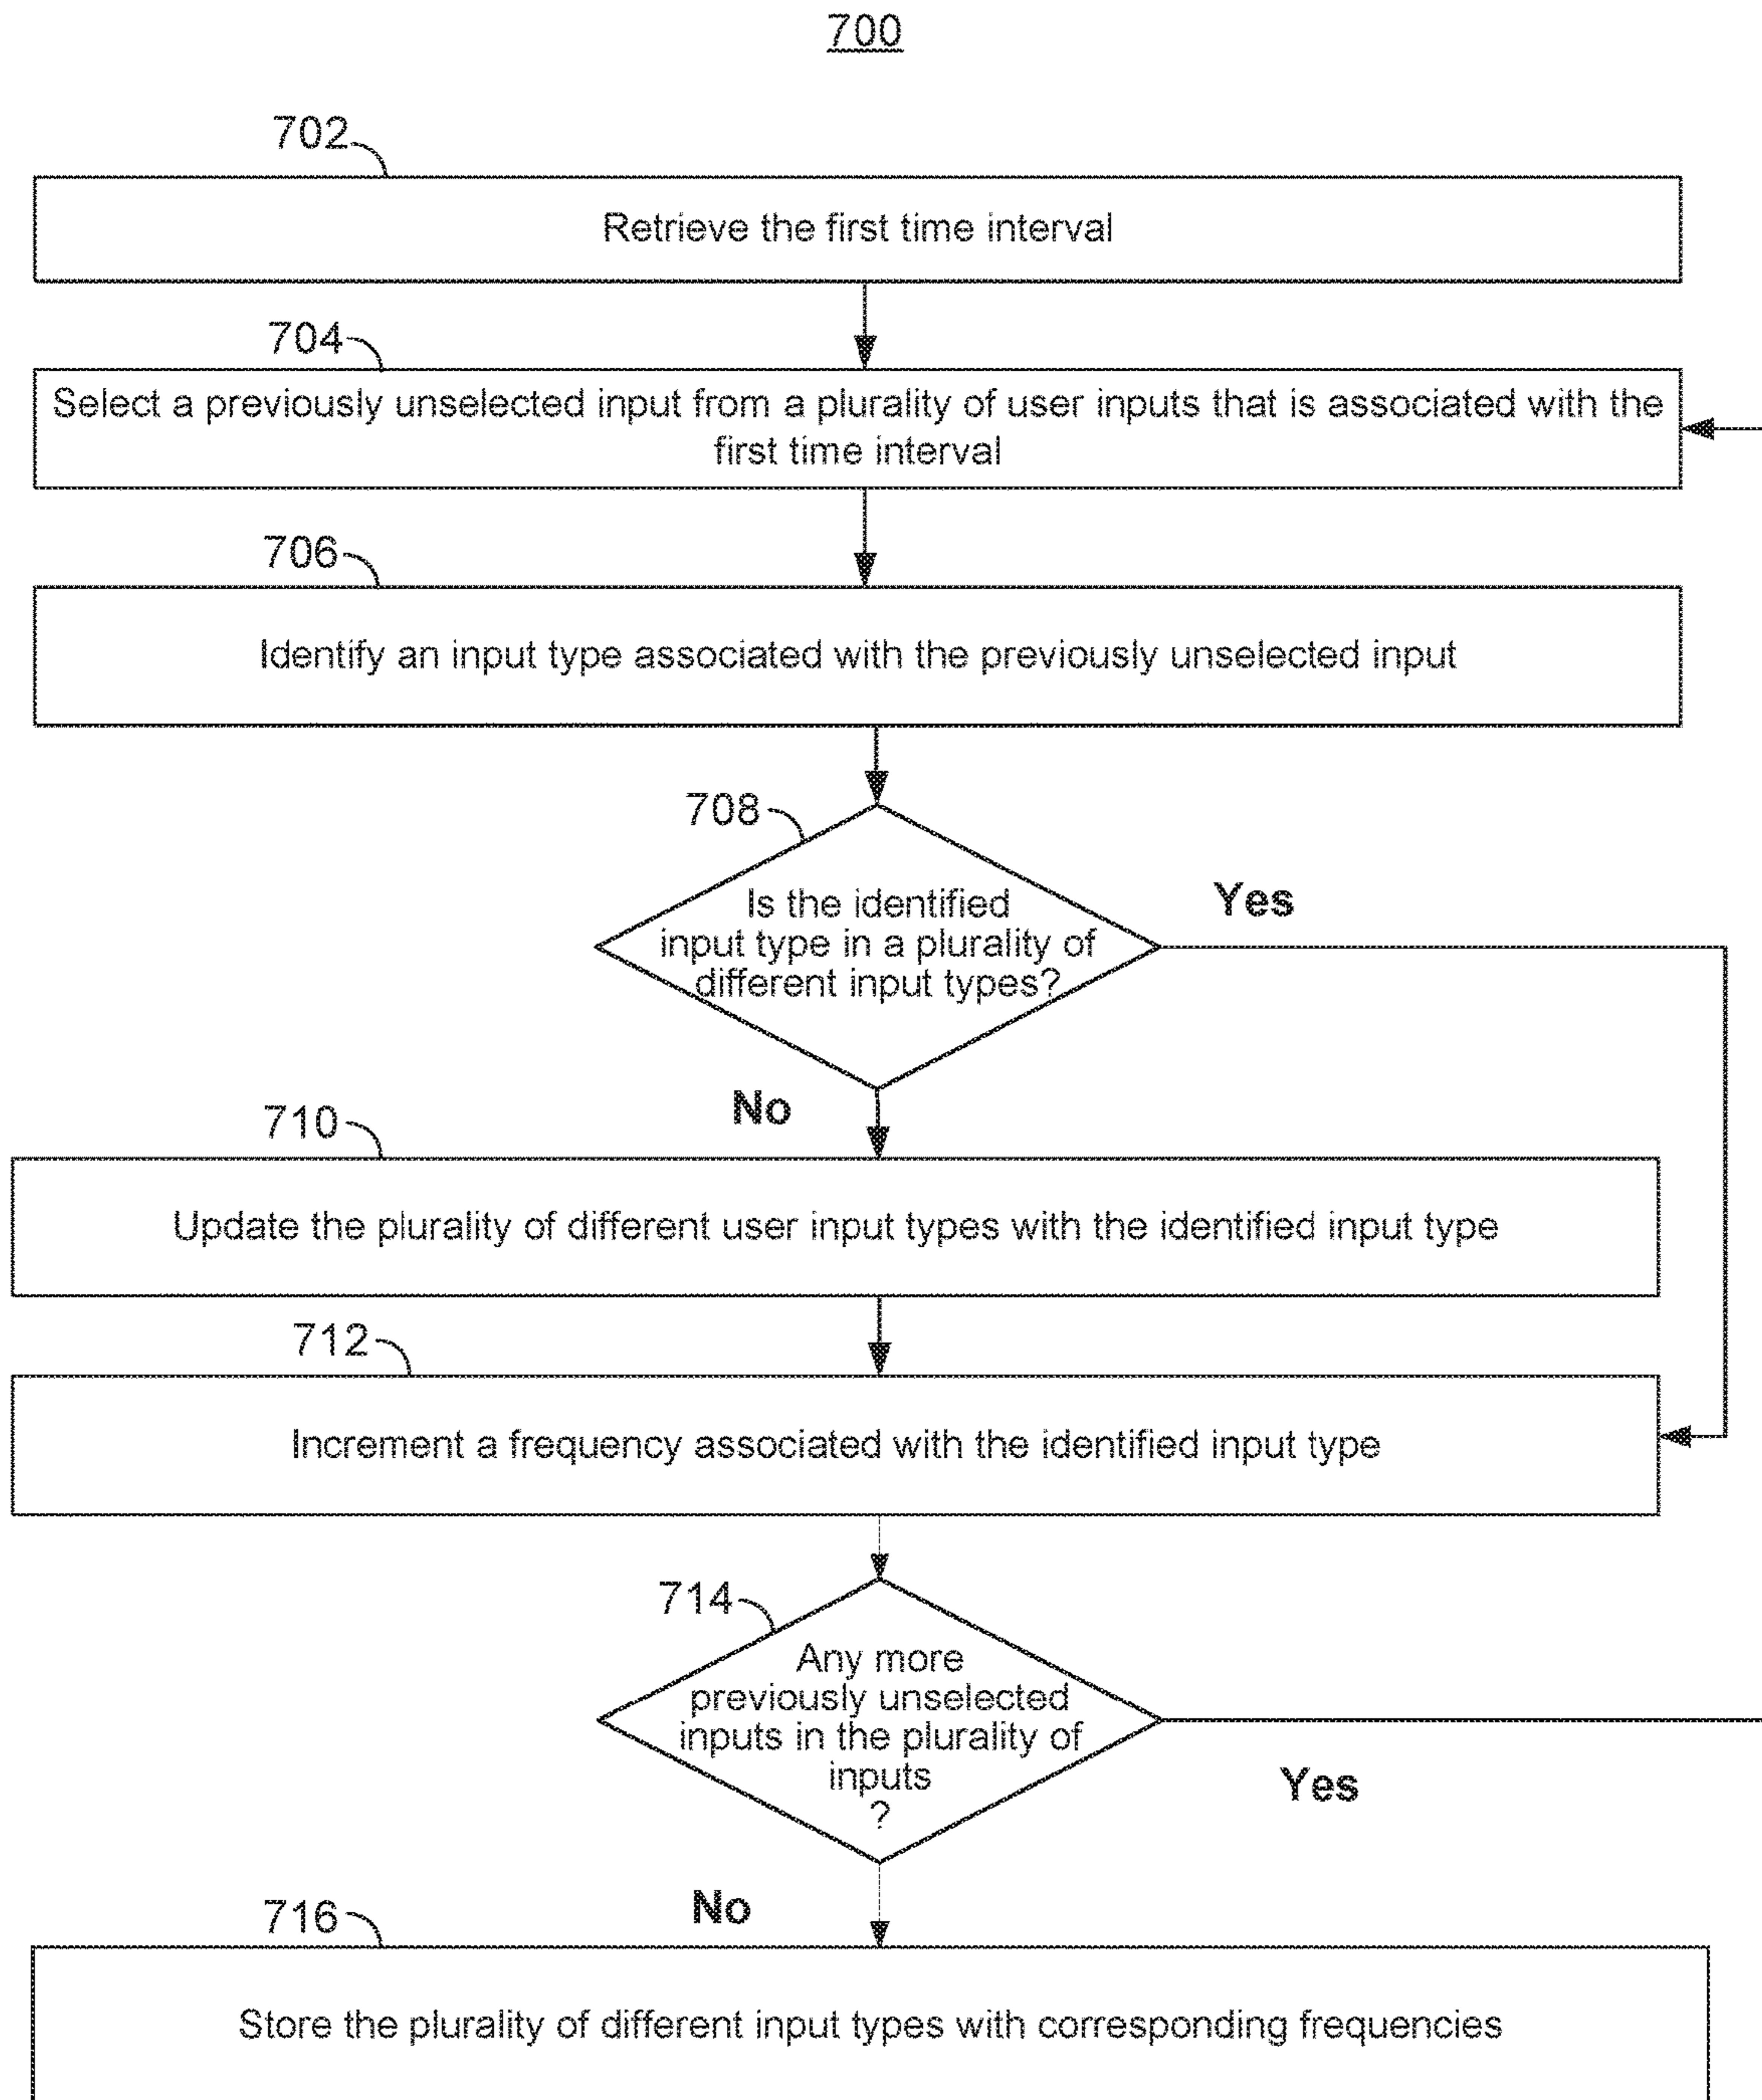 700
702
Retrieve the first time interval
704
Select a previously unselected input from a plurality of user inputs that is associated with the
first time interval
706
Identify an input type associated with the previously unselected input
708
Is the identified
input type in a plurality of
different input types?
Yes
No
710
Update the plurality of different user input types with the identified input type
712
Increment a frequency associated with the identified input type
714
Any more
previously unselected
inputs in the plurality of
inputs
?
Yes
No
716
Store the plurality of different input types with corresponding frequencies